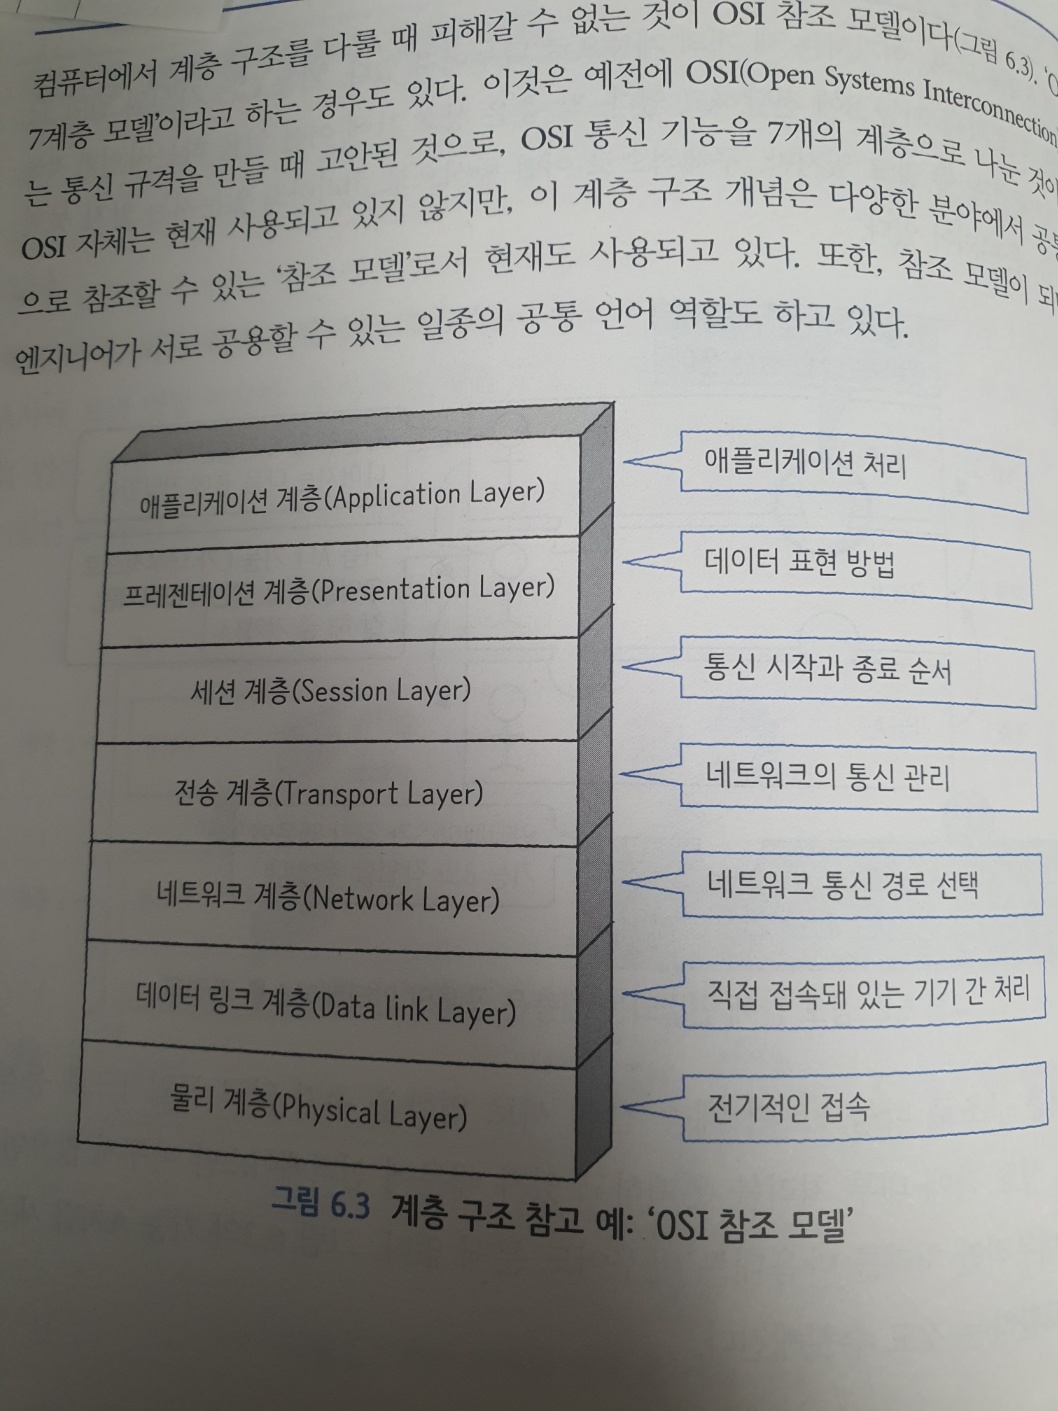 컴퓨터에서 계층 구조를 다룰 때 피해갈 수 없는 것이 OSI 참조 모델이다(그림 6.3).
7계층 모델'이라고 하는 경우도 있다. 이것은 예전에 OSI(Open Systems Interconnection
는 통신 규격을 만들 때 고안된 것으로, OSI 통신 기능을 7개의 계층으로 나눈 것이
OSI 자체는 현재 사용되고 있지 않지만, 이 계층 구조 개념은 다양한 분야에서 공통
으로 참조할 수 있는 '참조 모델'로서 현재도 사용되고 있다. 또한, 참조 모델이
엔지니어가 서로 공용할 수 있는 일종의 공통 언어 역할도 하고 있다.
애플리케이션 계층(Application Layer)
애플리케이션 처리
프레젠테이션 계층(Presentation Layer)
데이터 표현 방법
세션 계층(Session Layer)
통신 시작과 종료 순서
전송 계층(Transport Layer)
네트워크의 통신 관리
네트워크 계층(Network Layer)
네트워크 통신 경로 선택
데이터 링크 계층(Data link Layer)
직접 접속돼 있는 기기 간 처리
물리 계층(Physical Layer)
전기적인 접속
그림 6.3 계층 구조 참고 예: 'OSI 참조 모델'